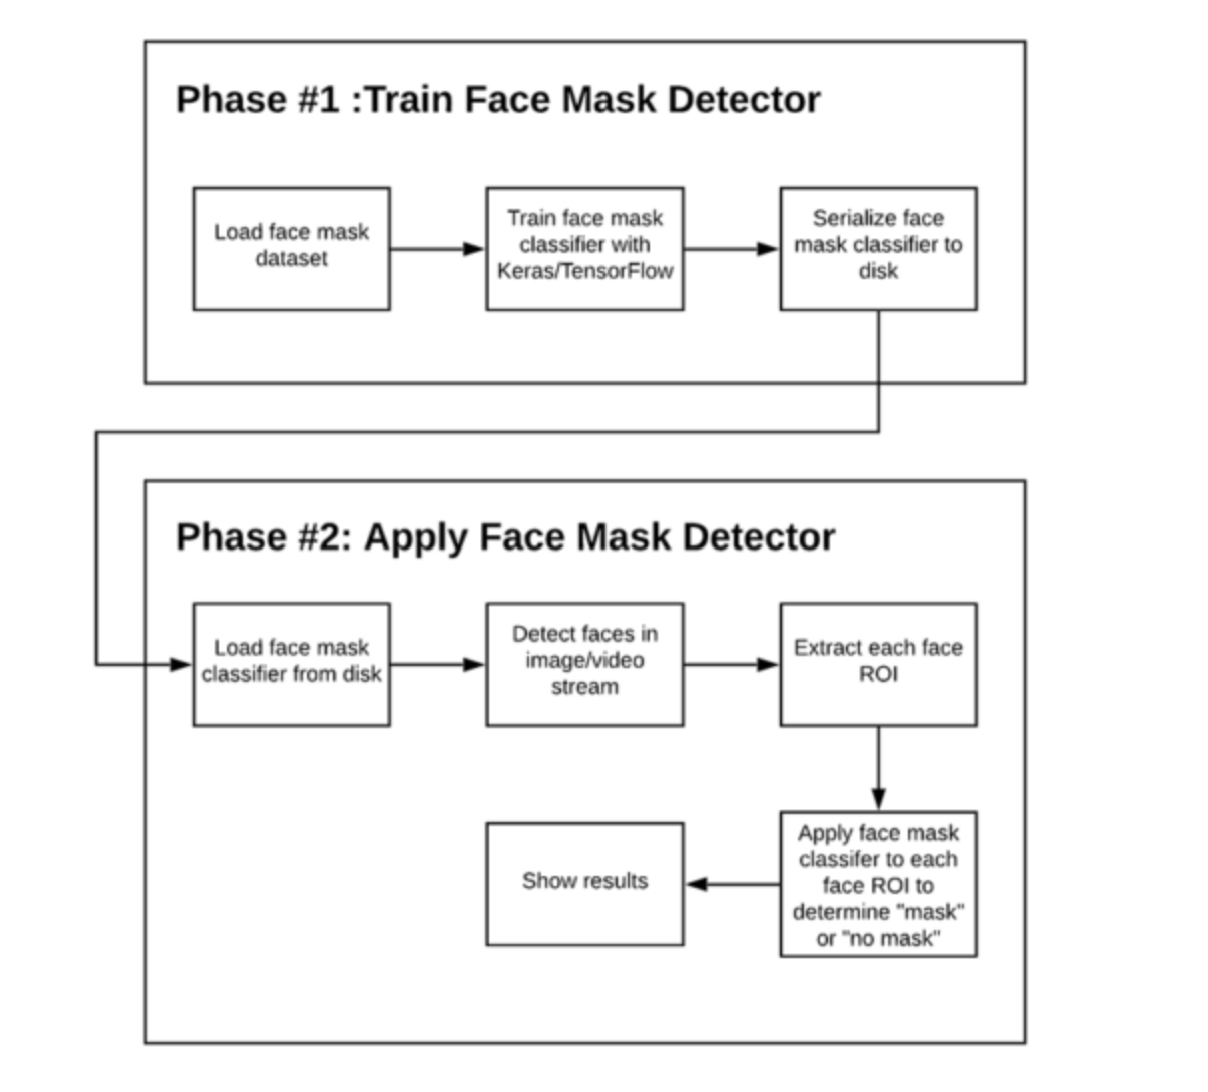 Phase #1 :Train Face Mask Detector
Load face mask
dataset
Train face mask
classifier with
Keras/TensorFlow
Serialize face
mask classifier to
disk
Phase #2: Apply Face Mask Detector
Load face mask
classifier from disk
Detect faces in
image/video
stream
Extract each face
ROI
Apply face mask
classifer to each
face ROI to
determine "mask"
or "no mask"
Show results